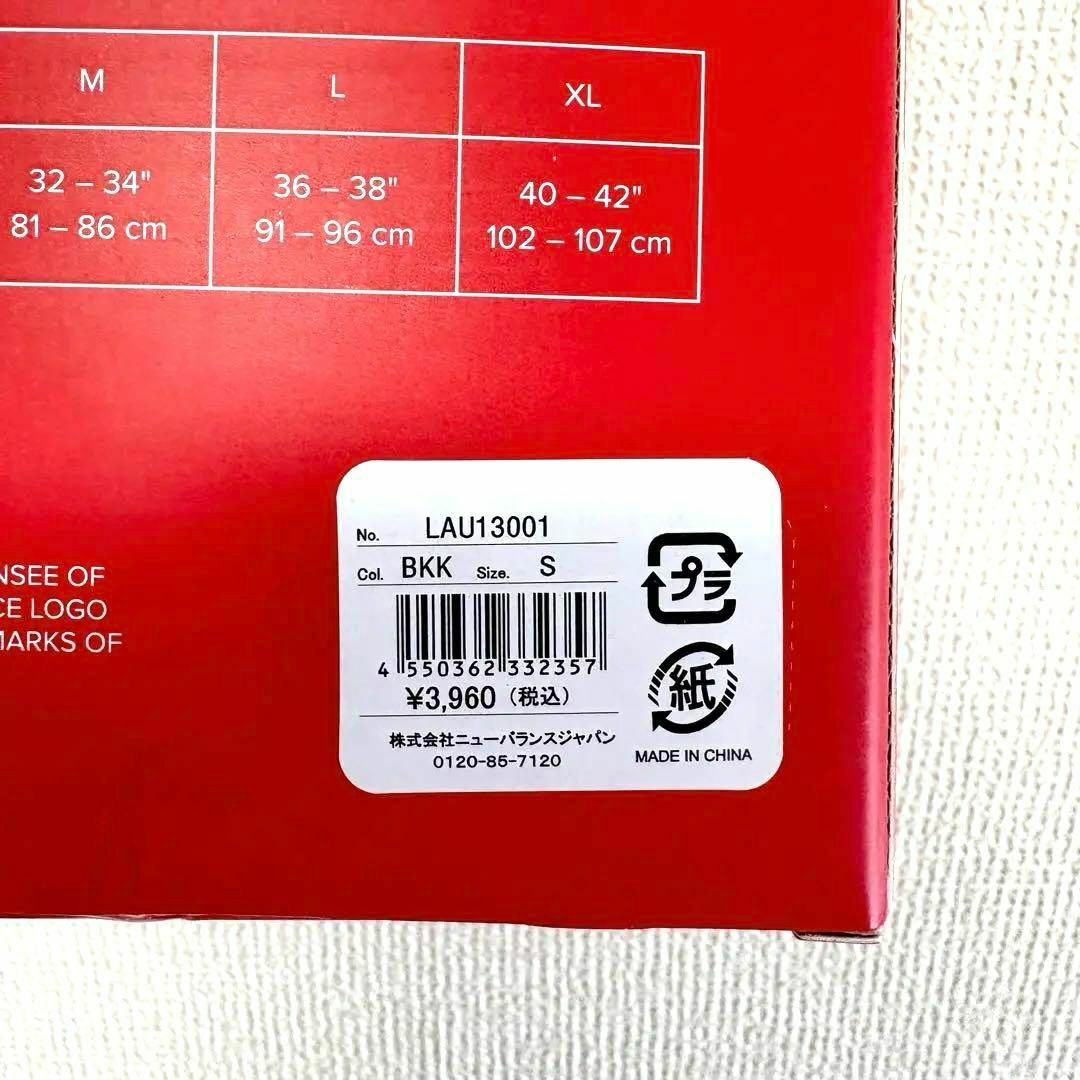 M L XL
32 – 34" 36 – 38" 40 – 42"
81 – 86 cm 91 – 96 cm 102 – 107 cm
NSEE OF
CE LOGO
MARKS OF
No. LAU13001
Col. BKK Size. S
4 550362 332357
¥3,960 (税込)
株式会社ニューバランスジャパン
0120-85-7120
プラ
紙
MADE IN CHINA